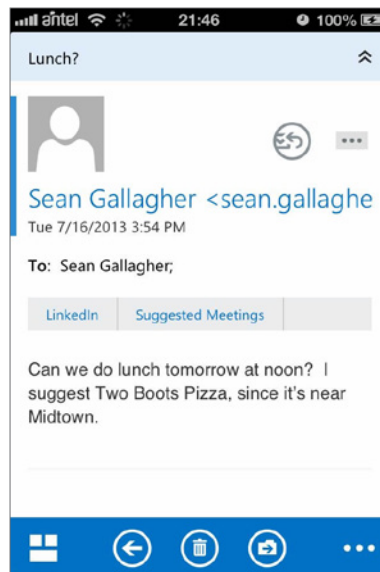 antel 21:46 100%
Lunch?
Sean Gallagher <sean.gallaghe
Tue 7/16/2013 3:54 PM
To: Sean Gallagher;
LinkedIn Suggested Meetings
Can we do lunch tomorrow at noon? I
suggest Two Boots Pizza, since it's near
Midtown.